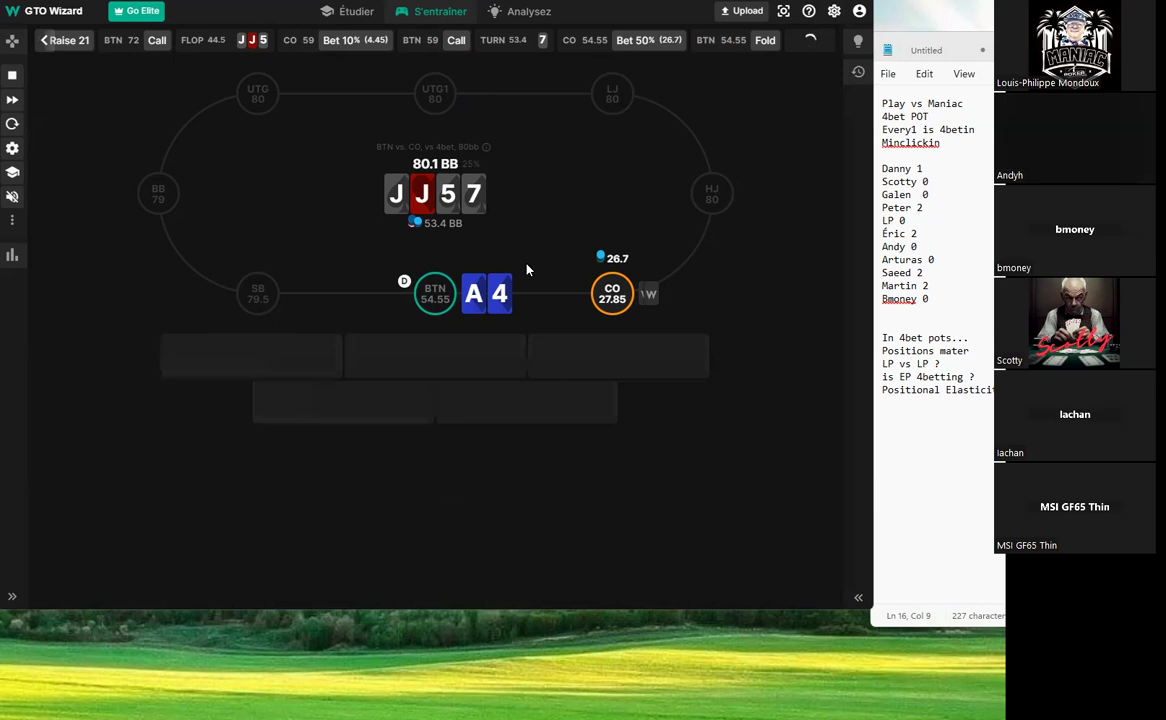 GTO Wizard
Go Elite
Étudier
S'entraîner
Analysez
Upload
Raise 21
BTN 72 Call
FLOP 44.5 J J 5
CO 59 Bet 10% (4.45)
BTN 59 Call
TURN 53.4 7
CO 54.55 Bet 50% (26.7)
BTN 54.55 Fold
UTG
80
UTG1
80
LJ
80
BTN vs. CO, vs 4bet, 80bb
80.1 BB 25%
J J 5 7
53.4 BB
BB
79
HJ
80
SB
79.5
D
BTN
54.55
A 4
26.7
CO
27.85
W
Untitled
File Edit View
Play vs Maniac
4bet POT
Every1 is 4betin
Minclickin
Danny 1
Scotty 0
Galen 0
Peter 2
LP 0
Éric 2
Andy 0
Arturas 0
Saeed 2
Martin 2
Bmoney 0
In 4bet pots...
Positions mater
LP vs LP ?
is EP 4betting ?
Positional Elasticit
Ln 16, Col 9
227 character
MANIAC
POKER
Louis-Philippe Mondoux
Andyh
bmoney
bmoney
Scotty
Scotty
lachan
lachan
MSI GF65 Thin
MSI GF65 Thin